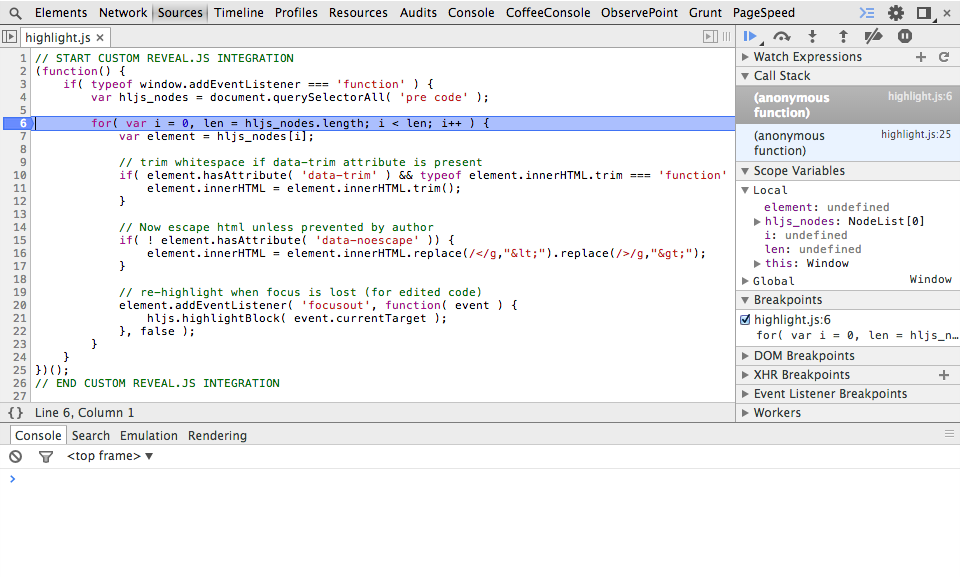 Elements Network Sources Timeline Profiles Resources Audits Console CoffeeConsole ObservePoint Grunt PageSpeed
highlight.js ×
1 // START CUSTOM REVEAL.JS INTEGRATION
2 (function() {
3 if( typeof window.addEventListener === 'function' ) {
4 var hljs_nodes = document.querySelectorAll( 'pre code' );
5
6 for( var i = 0, len = hljs_nodes.length; i < len; i++ ) {
7 var element = hljs_nodes[i];
8
9 // trim whitespace if data-trim attribute is present
10 if( element.hasAttribute( 'data-trim' ) && typeof element.innerHTML.trim === 'function'
11 element.innerHTML = element.innerHTML.trim();
12 }
13
14 // Now escape html unless prevented by author
15 if( ! element.hasAttribute( 'data-noescape' )) {
16 element.innerHTML = element.innerHTML.replace(/</g,"&lt;").replace(/>/g,"&gt;");
17 }
18
19 // re-highlight when focus is lost (for edited code)
20 element.addEventListener( 'focusout', function( event ) {
21 hljs.highlightBlock( event.currentTarget );
22 }, false );
23 }
24 }
25 })();
26 // END CUSTOM REVEAL.JS INTEGRATION
27
{} Line 6, Column 1
Watch Expressions
Call Stack
(anonymous highlight.js:6
function)
(anonymous highlight.js:25
function)
Scope Variables
Local
element: undefined
hljs_nodes: NodeList[0]
i: undefined
len: undefined
this: Window
Global Window
Breakpoints
highlight.js:6
for( var i = 0, len = hljs_n…
DOM Breakpoints
XHR Breakpoints
Event Listener Breakpoints
Workers
Console Search Emulation Rendering
<top frame>